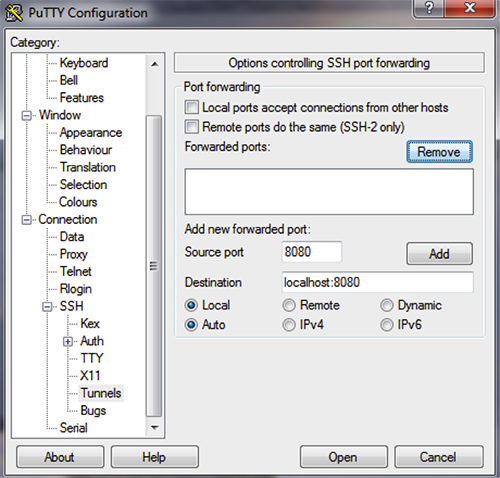 PuTTY Configuration
?
X
Category:
Keyboard
Bell
Features
Window
Appearance
Behaviour
Translation
Selection
Colours
Connection
Data
Proxy
Telnet
Rlogin
SSH
Kex
Auth
TTY
X11
Tunnels
Bugs
Serial
Options controlling SSH port forwarding
Port forwarding
Local ports accept connections from other hosts
Remote ports do the same (SSH-2 only)
Forwarded ports:
Remove
Add new forwarded port:
Source port 8080 Add
Destination localhost:8080
Local Remote Dynamic
Auto IPv4 IPv6
About Help Open Cancel